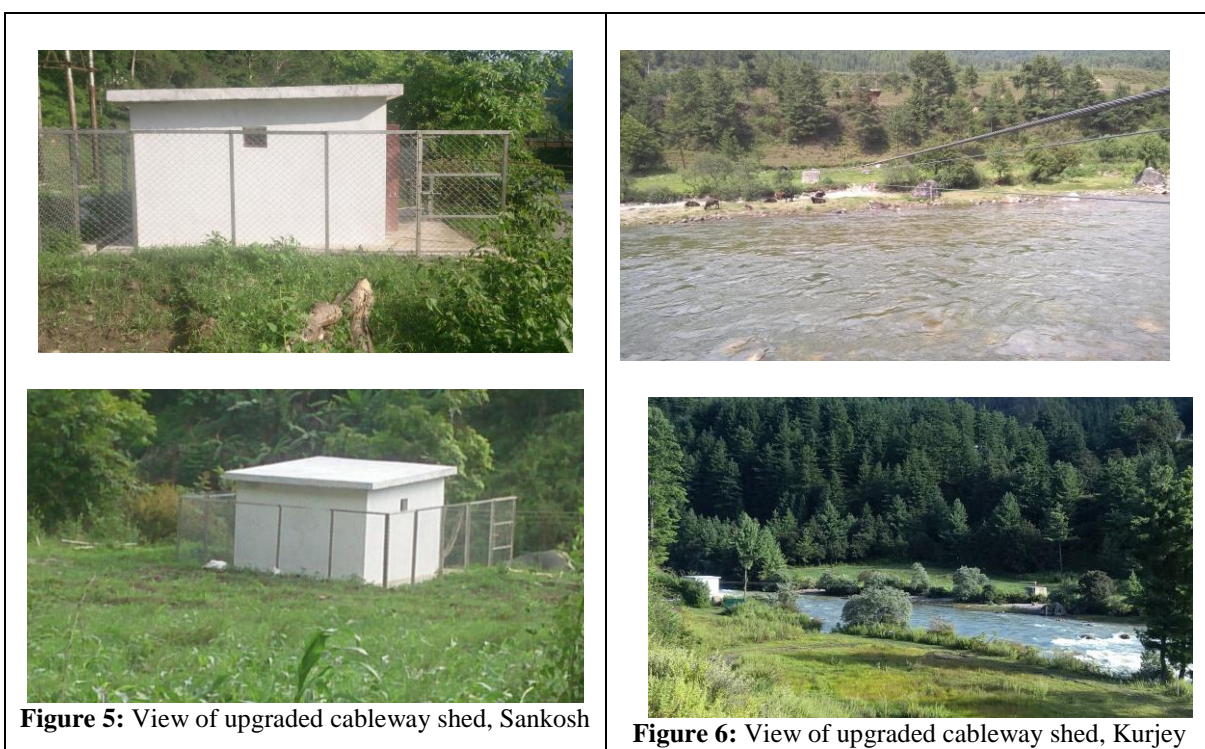 Figure 5: View of upgraded cableway shed, Sankosh
Figure 6: View of upgraded cableway shed, Kurjey